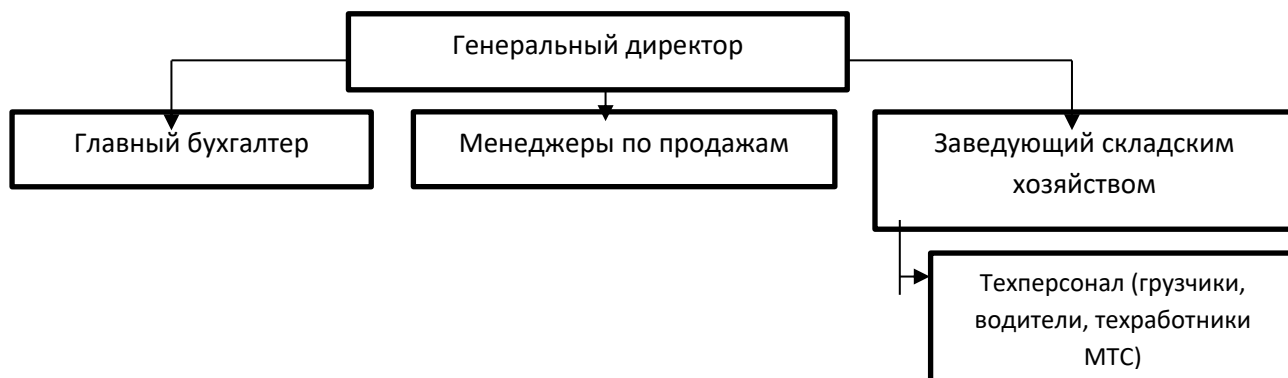 Генеральный директор
Главный бухгалтер
Менеджеры по продажам
Заведующий складским
хозяйством
Техперсонал (грузчики,
водители, техработники
МТС)